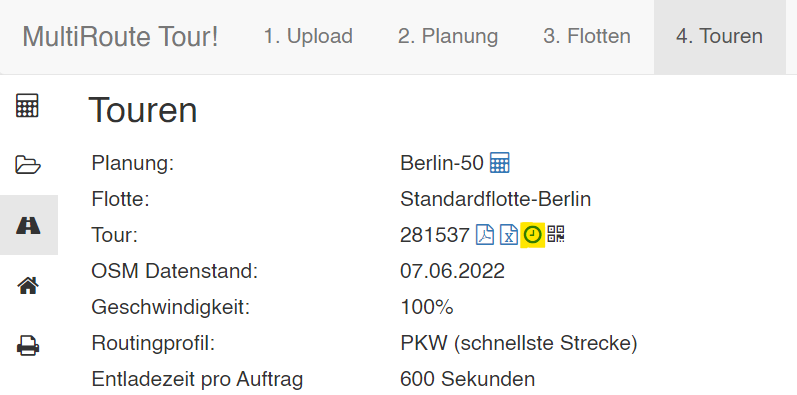 MultiRoute Tour! 1. Upload 2. Planung 3. Flotten 4. Touren
Touren
Planung: Berlin-50
Flotte: Standardflotte-Berlin
Tour: 281537
OSM Datenstand: 07.06.2022
Geschwindigkeit: 100%
Routingprofil: PKW (schnellste Strecke)
Entladezeit pro Auftrag 600 Sekunden